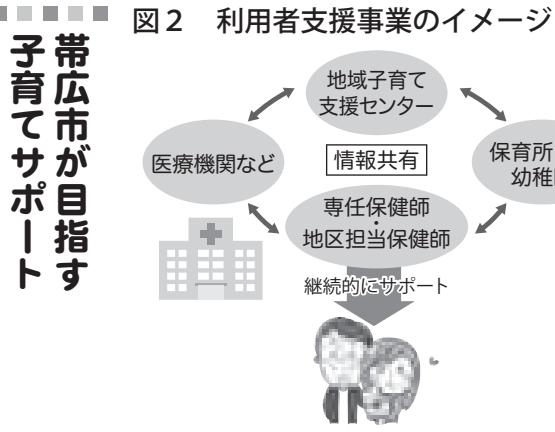 帯広市が目指す
子育てサポート
図2　利用者支援事業のイメージ
地域子育て
支援センター
医療機関など
情報共有
保育所
幼稚
専任保健師
・
地区担当保健師
継続的にサポート